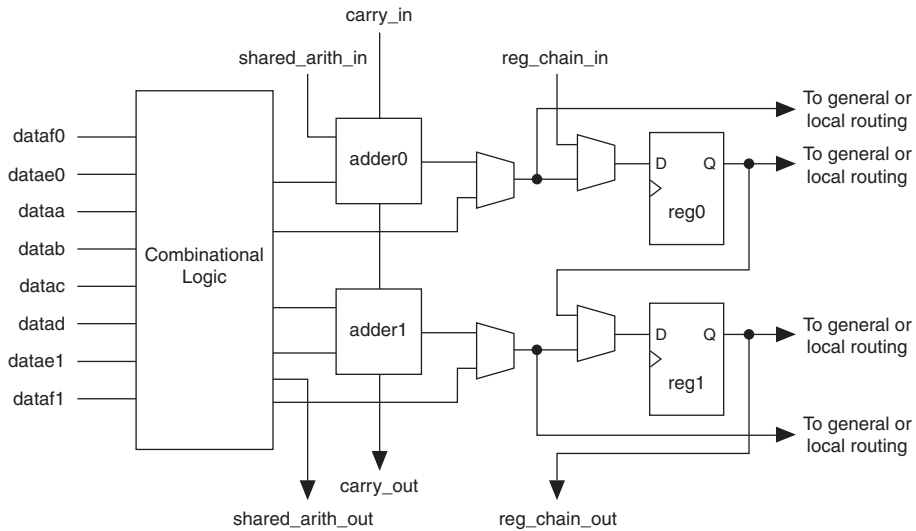 carry_in
shared_arith_in
reg_chain_in
To general or
local routing
dataf0
datae0
dataa
datab
datac
datad
datae1
dataf1
Combinational
Logic
adder0
D
Q
reg0
To general or
local routing
adder1
D
Q
reg1
To general or
local routing
To general or
local routing
carry_out
shared_arith_out
reg_chain_out